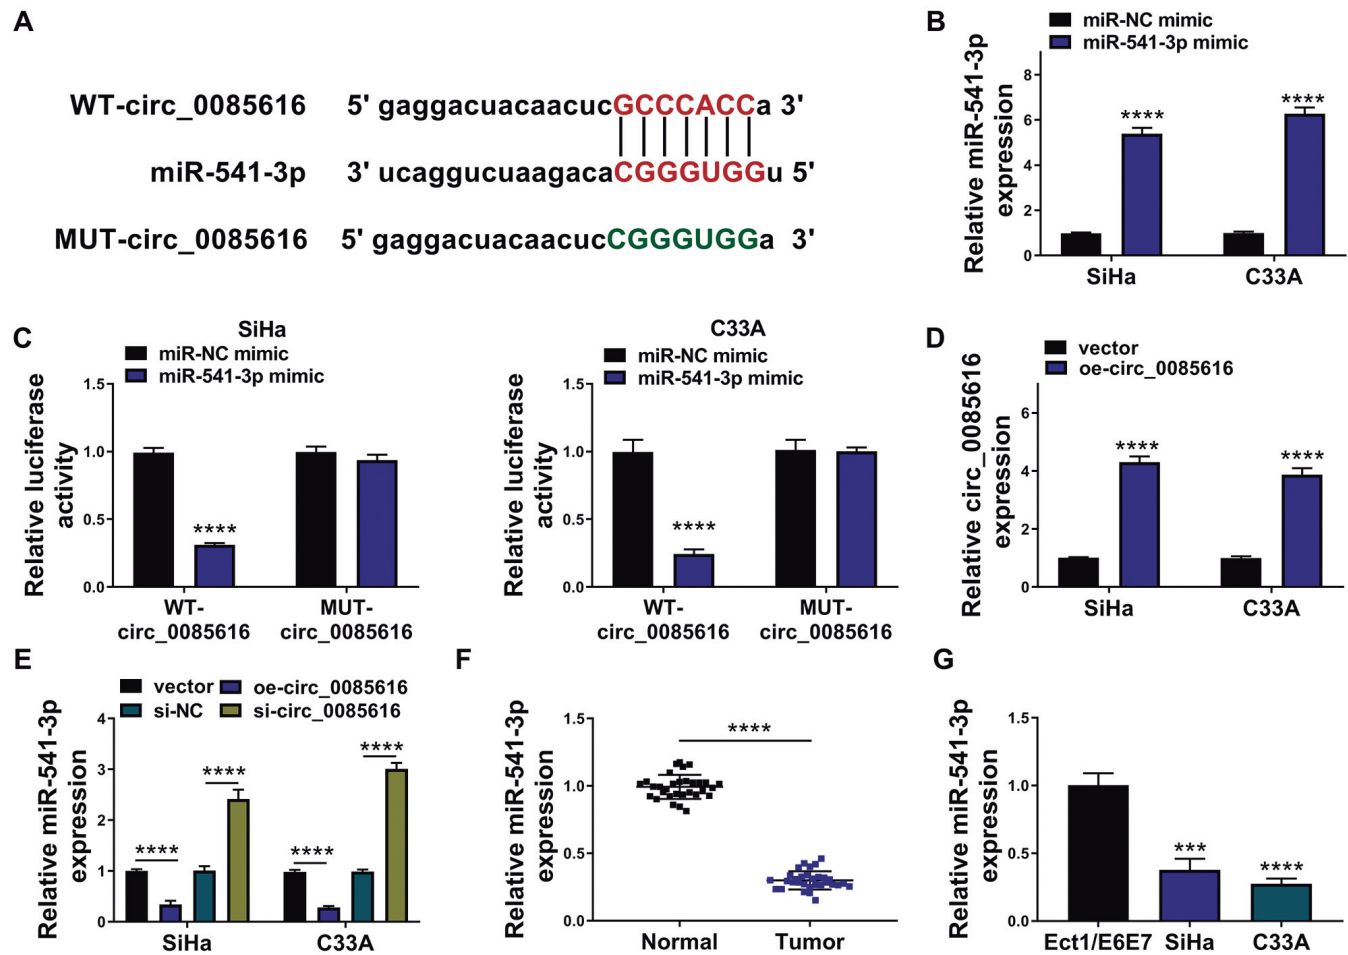 A
WT-circ_0085616 5' gaggacuacaacucGCCCACCa 3'
miR-541-3p 3' ucaggucuaagacaCGGGUGGu 5'
MUT-circ_0085616 5' gaggacuacaacucCGGGUGGa 3'
B
miR-NC mimic
miR-541-3p mimic
Relative miR-541-3p
expression
8
6
4
2
0
****
****
SiHa C33A
C
SiHa
miR-NC mimic
miR-541-3p mimic
Relative luciferase
activity
1.5
1.0
0.5
0.0
****
WT-
circ_0085616
MUT-
circ_0085616
C33A
miR-NC mimic
miR-541-3p mimic
Relative luciferase
activity
1.5
1.0
0.5
0.0
****
WT-
circ_0085616
MUT-
circ_0085616
D
vector
oe-circ_0085616
Relative circ_0085616
expression
6
4
2
0
****
****
SiHa C33A
E
vector oe-circ_0085616
si-NC si-circ_0085616
Relative miR-541-3p
expression
4
3
2
1
0
****
****
****
****
SiHa C33A
F
Relative miR-541-3p
expression
1.5
1.0
0.5
0.0
****
Normal Tumor
G
Relative miR-541-3p
expression
1.5
1.0
0.5
0.0
***
****
Ect1/E6E7 SiHa C33A